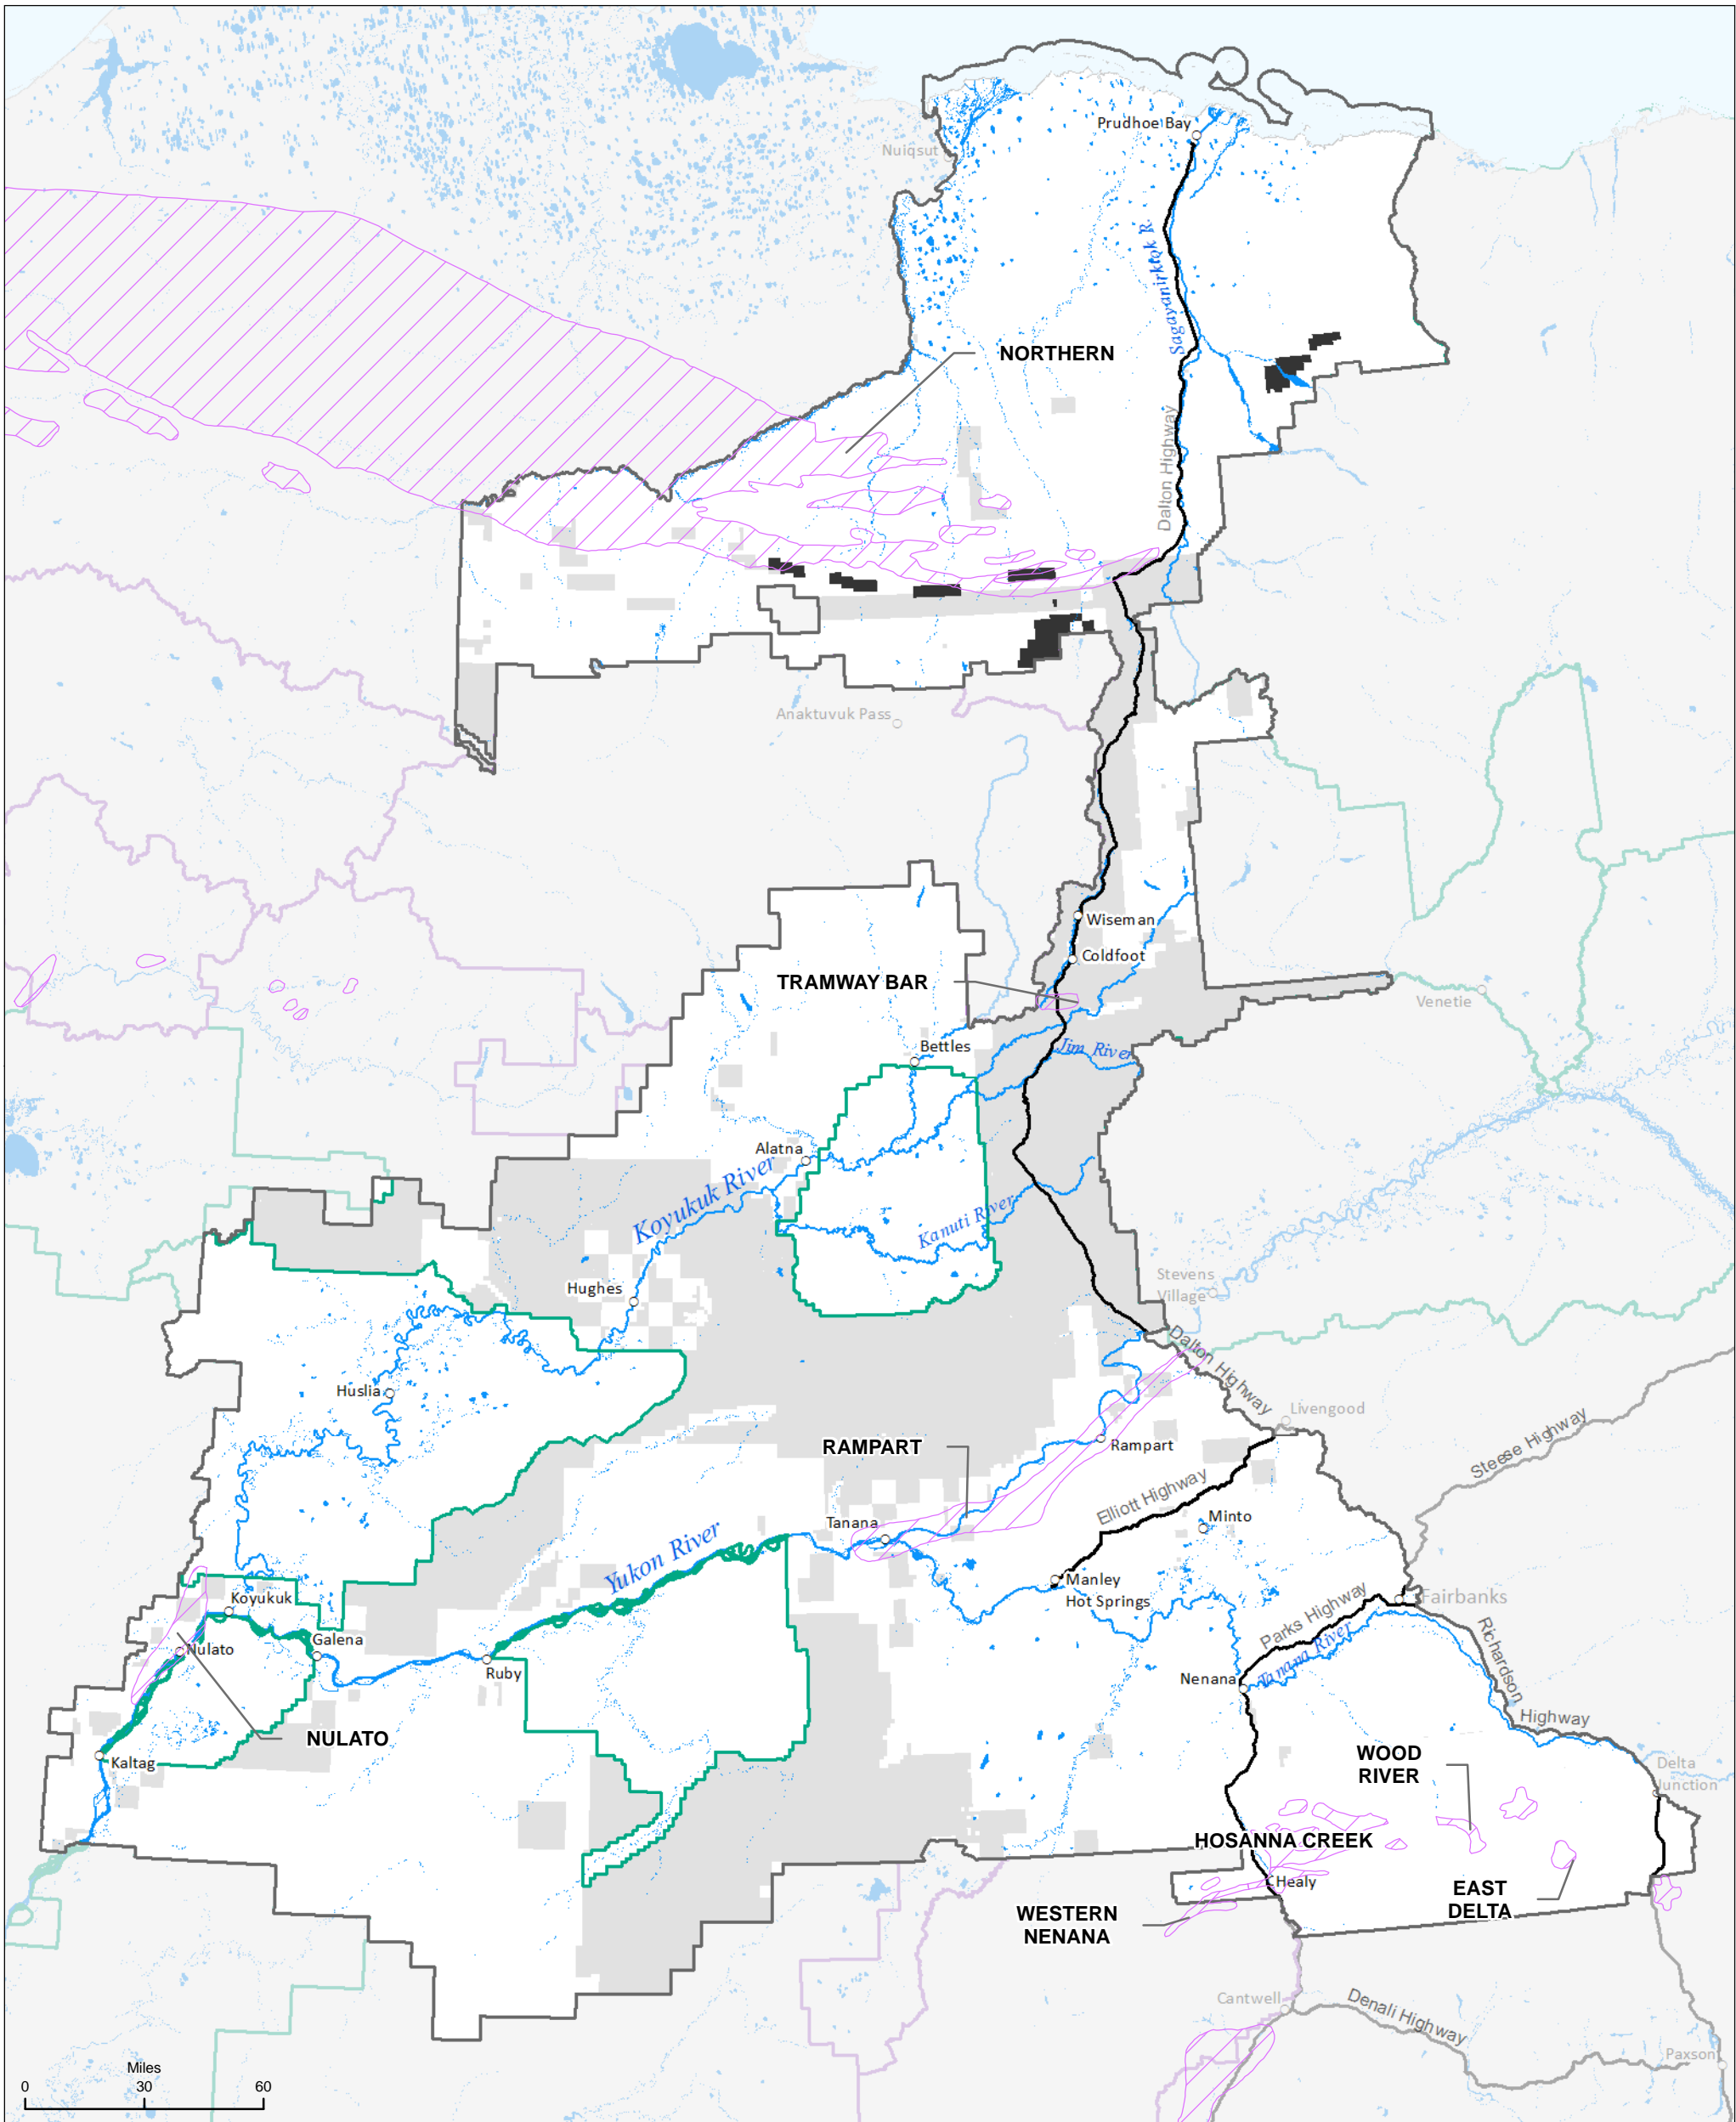 Prudhoe Bay
Nuiqsut
Sagavanirktok R.
NORTHERN
Dalton Highway
Anaktuvuk Pass
Wiseman
Coldfoot
TRAMWAY BAR
Venetie
Bettles
Jim River
Alatna
Koyukuk River
Kanuti River
Stevens
Village
Hughes
Dalton Highway
Huslia
Livengood
Steese Highway
RAMPART
Rampart
Elliott Highway
Tanana
Minto
Yukon River
Manley
Hot Springs
Koyukuk
Parks Highway
Fairbanks
Galena
Nulato
Ruby
Tanana River
Richardson
Highway
Nenana
NULATO
Kaltag
WOOD
RIVER
Delta
Junction
HOSANNA CREEK
Healy
EAST
DELTA
WESTERN
NENANA
Cantwell
Denali Highway
Paxson
Miles
0 30 60